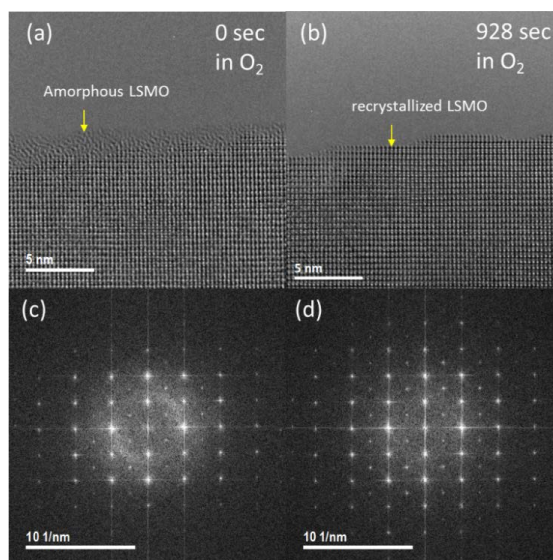 (a)
0 sec
in O₂
Amorphous LSMO
5 nm
(b)
928 sec
in O₂
recrystallized LSMO
5 nm
(c)
10 1/nm
(d)
10 1/nm